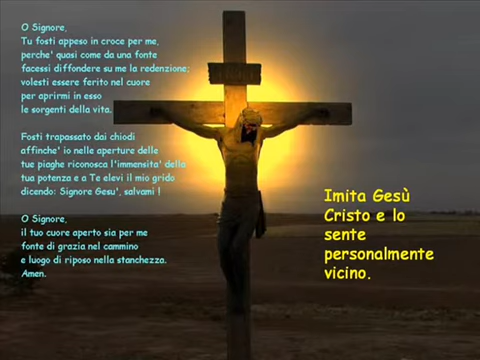 O Signore,
Tu fosti appeso in croce per me,
perche' quasi come da una fonte
facessi diffondere su me la redenzione;
volesti essere ferito nel cuore
per aprirmi in esso
le sorgenti della vita.
Fosti trapassato dai chiodi
affinche' io nelle aperture delle
tue piaghe riconosca l'immensita' della
tua potenza e a Te elevi il mio grido
dicendo: Signore Gesu', salvami !
O Signore,
il tuo cuore aperto sia per me
fonte di grazia nel cammino
e luogo di riposo nella stanchezza.
Amen.
Imita Gesù
Cristo e lo
sente
personalmente
vicino.